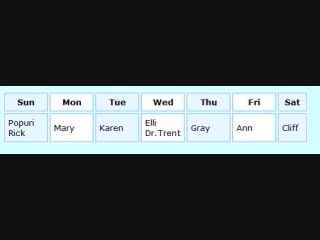 Sun Mon Tue Wed Thu Fri Sat
Popuri Rick Mary Karen Elli Dr.Trent Gray Ann Cliff